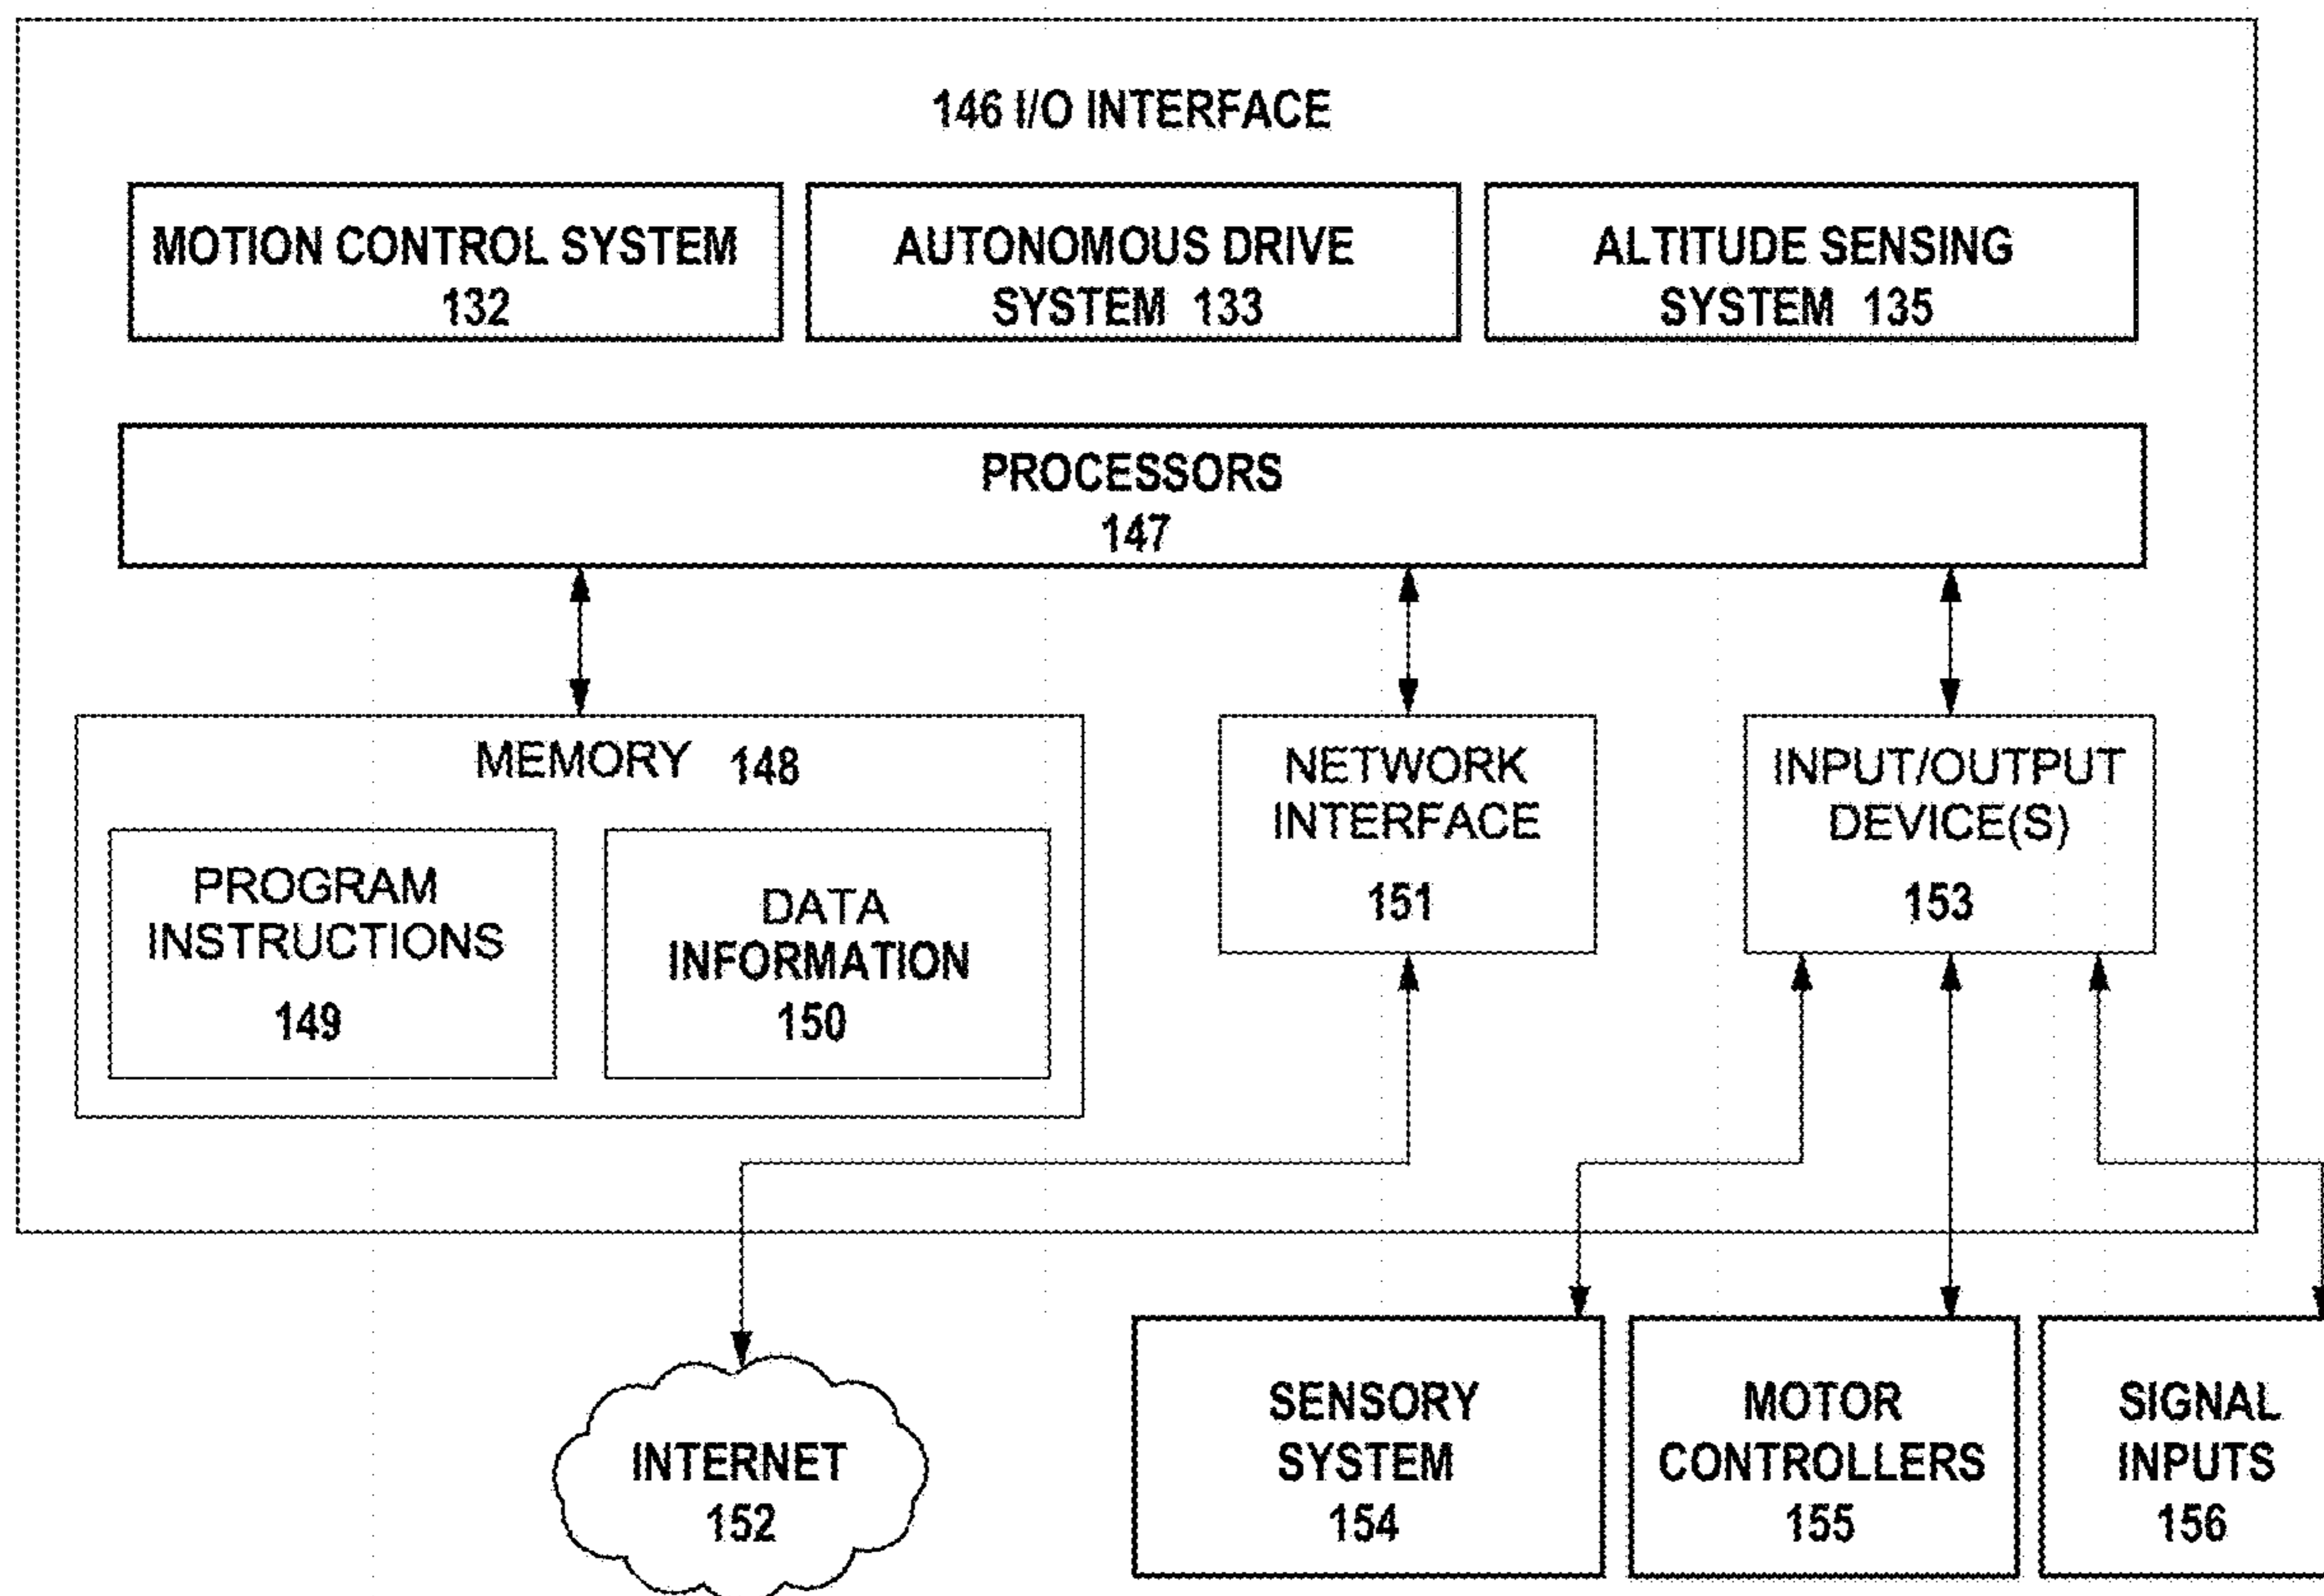 146 I/O INTERFACE
MOTION CONTROL SYSTEM
132
AUTONOMOUS DRIVE
SYSTEM 133
ALTITUDE SENSING
SYSTEM 135
PROCESSORS
147
MEMORY 148
PROGRAM
INSTRUCTIONS
149
DATA
INFORMATION
150
NETWORK
INTERFACE
151
INPUT/OUTPUT
DEVICE(S)
153
INTERNET
152
SENSORY
SYSTEM
154
MOTOR
CONTROLLERS
155
SIGNAL
INPUTS
156